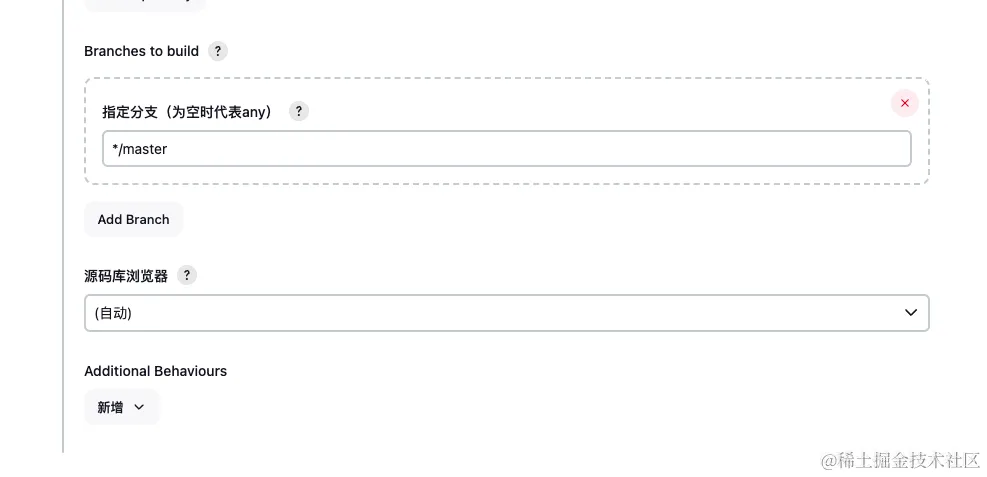 Branches to build ?
指定分支（为空时代表any） ?
*/master
Add Branch
源码库浏览器 ?
(自动)
Additional Behaviours
新增
@稀土掘金技术社区